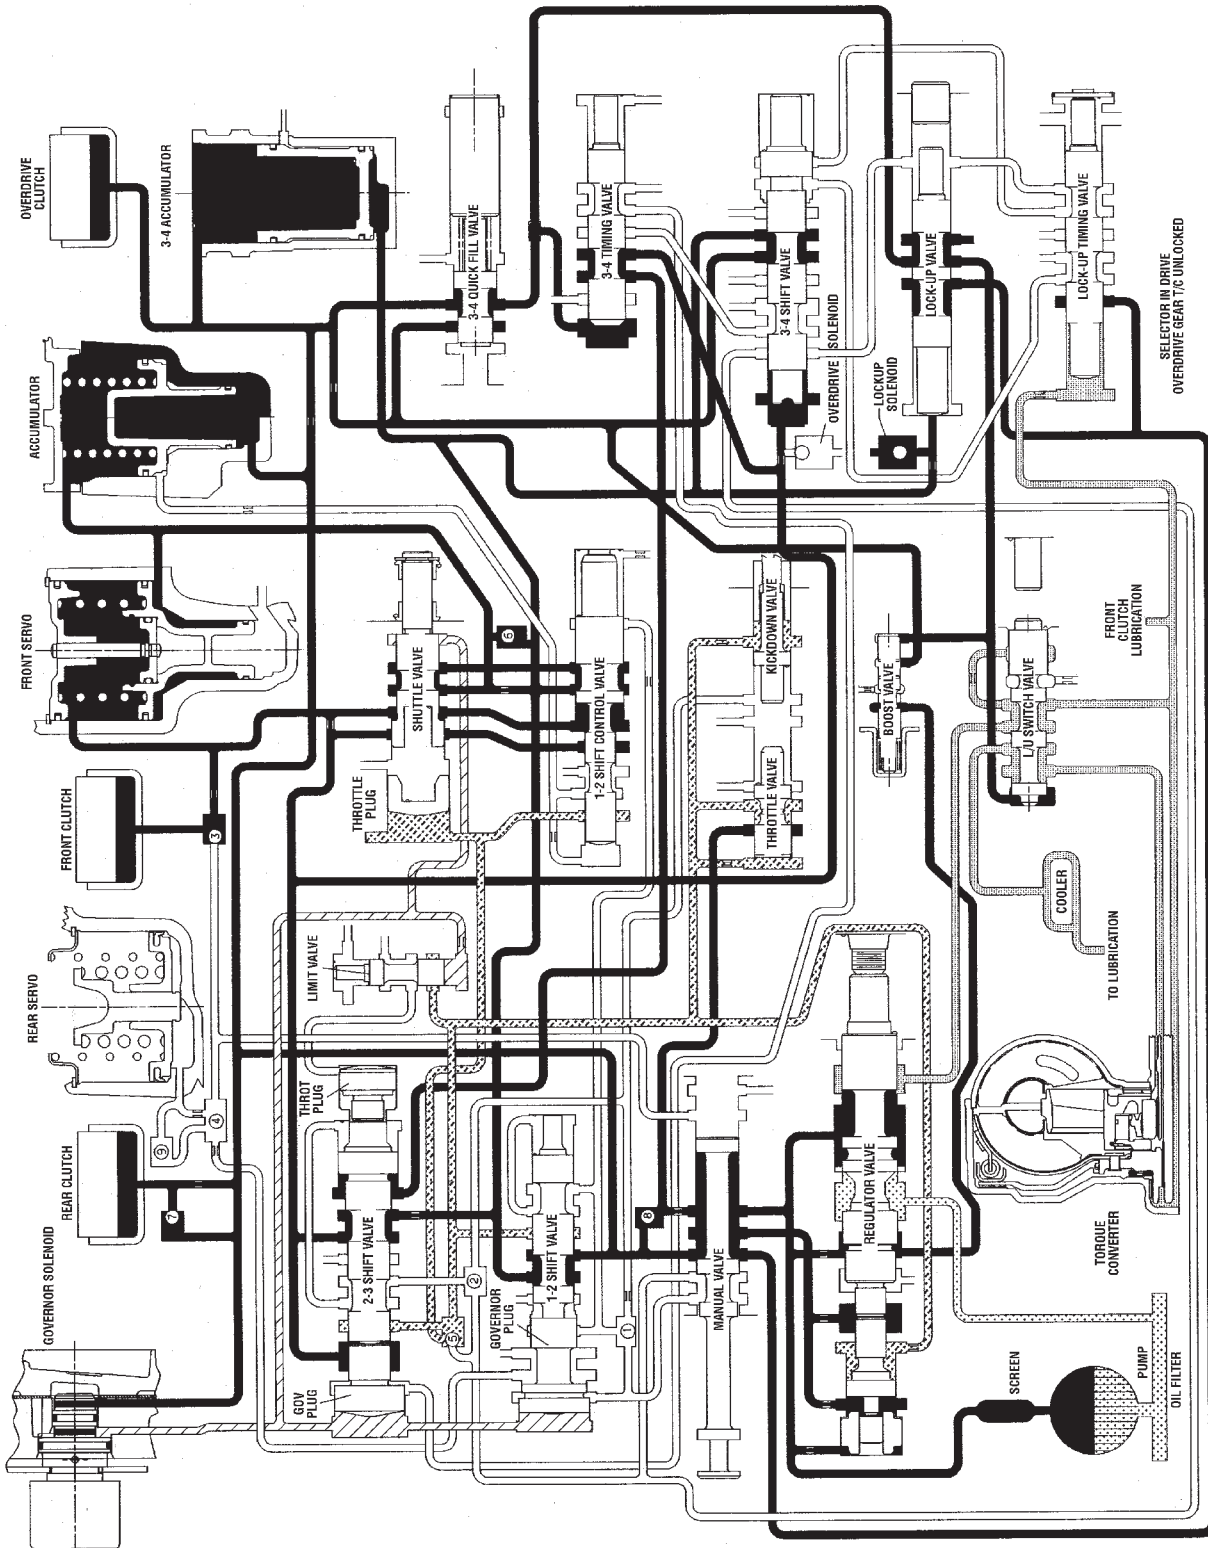 GOVERNOR SOLENOID
REAR CLUTCH
REAR SERVO
FRONT CLUTCH
FRONT SERVO
ACCUMULATOR
OVERDRIVE
CLUTCH
3-4 ACCUMULATOR
7
9
4
3
GOV
PLUG
2-3 SHIFT VALVE
THROT
PLUG
LIMIT VALVE
THROTTLE
PLUG
SHUTTLE VALVE
6
3-4 QUICK FILL VALVE
5
2
GOVERNOR
PLUG
1-2 SHIFT VALVE
1-2 SHIFT CONTROL VALVE
3-4 TIMING VALVE
1
8
MANUAL VALVE
THROTTLE VALVE
KICKDOWN VALVE
3-4 SHIFT VALVE
OVERDRIVE SOLENOID
REGULATOR VALVE
BOOST VALVE
LOCKUP
SOLENOID
LOCK-UP VALVE
SCREEN
L/U SWITCH VALVE
COOLER
TO LUBRICATION
FRONT
CLUTCH
LUBRICATION
LOCK-UP TIMING VALVE
PUMP
OIL FILTER
TORQUE
CONVERTER
SELECTOR IN DRIVE
OVERDRIVE GEAR T/C UNLOCKED